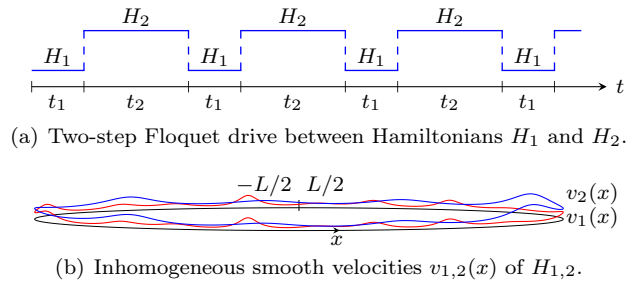 H₂ H₂ H₂
H₁ H₁ H₁ H₁
t
t₁ t₂ t₁ t₂ t₁ t₂ t₁
(a) Two-step Floquet drive between Hamiltonians H₁ and H₂.
−L/2 L/2 v₂(x)
v₁(x)
x
(b) Inhomogeneous smooth velocities v₁,₂(x) of H₁,₂.